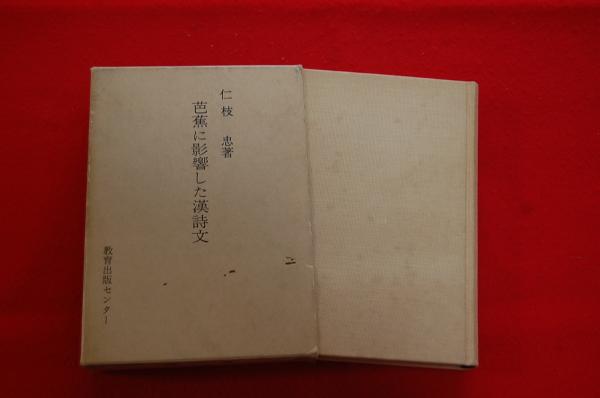 仁枝 忠著
芭蕉に影響した漢詩文
教育出版センター